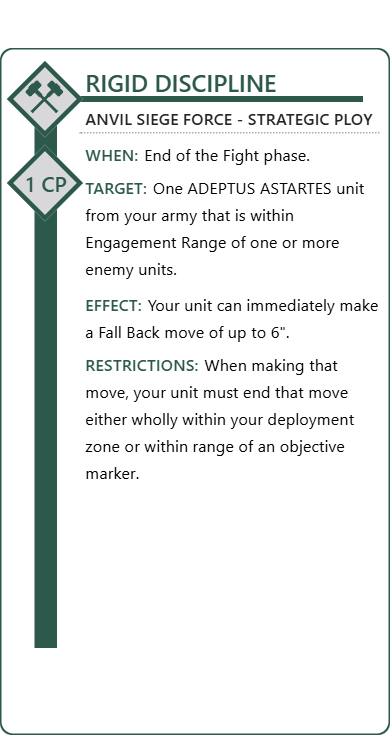 RIGID DISCIPLINE
ANVIL SIEGE FORCE - STRATEGIC PLOY
1 CP
WHEN: End of the Fight phase.
TARGET: One ADEPTUS ASTARTES unit
from your army that is within
Engagement Range of one or more
enemy units.
EFFECT: Your unit can immediately make
a Fall Back move of up to 6".
RESTRICTIONS: When making that
move, your unit must end that move
either wholly within your deployment
zone or within range of an objective
marker.